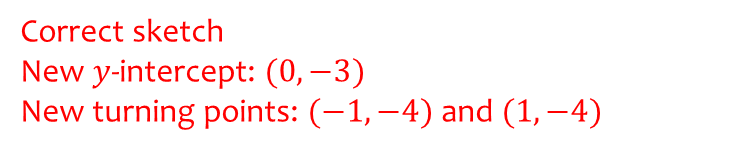 Correct sketch
New y-intercept: (0, −3)
New turning points: (−1, −4) and (1, −4)